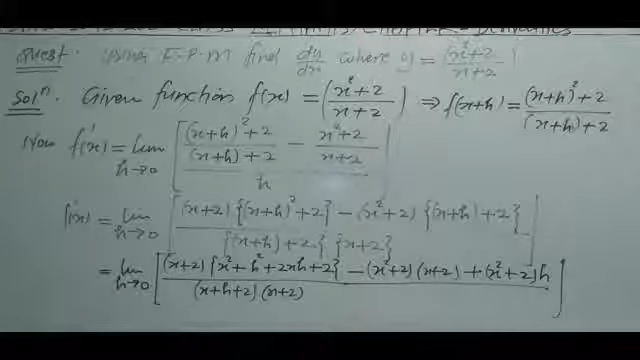 Quest. Using F.P.M find dy/dx where y = (x²+2)/(x+2)
Solⁿ. Given function f(x) = ((x²+2)/(x+2)) ⇒ f(x+h) = ((x+h)²+2)/((x+h)+2)
Now f'(x) = lim h→0 [((x+h)²+2)/((x+h)+2) − (x²+2)/(x+2)]/h
f'(x) = lim h→0 [(x+2){(x+h)²+2} − (x²+2){(x+h)+2}]/[{(x+h)+2}{x+2}]
= lim h→0 [(x+2){x²+h²+2xh+2} − (x²+2)(x+2) + (x²+2)h]/[(x+h+2)(x+2)]